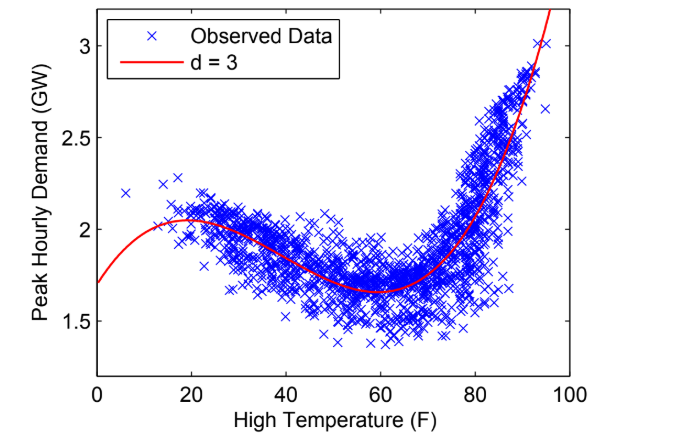 Observed Data
d = 3
3
2.5
2
1.5
Peak Hourly Demand (GW)
0 20 40 60 80 100
High Temperature (F)